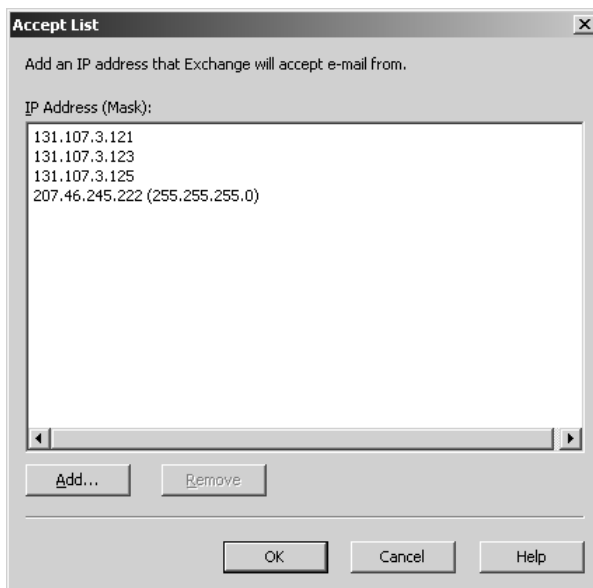 Accept List
Add an IP address that Exchange will accept e-mail from.
IP Address (Mask):
131.107.3.121
131.107.3.123
131.107.3.125
207.46.245.222 (255.255.255.0)
Add...
Remove
OK
Cancel
Help